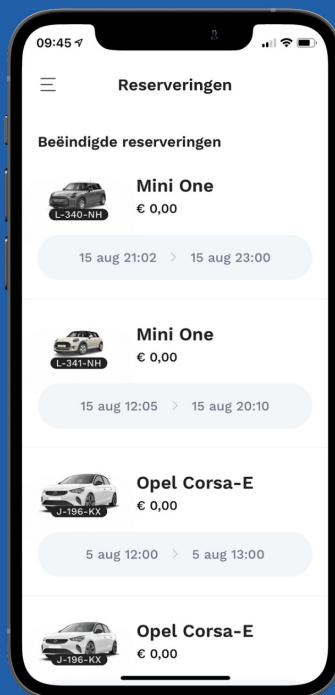 09:45
Reserveringen
Beëindigde reserveringen
Mini One
€ 0,00
L-340-NH
15 aug 21:02 > 15 aug 23:00
Mini One
€ 0,00
L-341-NH
15 aug 12:05 > 15 aug 20:10
Opel Corsa-E
€ 0,00
J-196-KX
5 aug 12:00 > 5 aug 13:00
Opel Corsa-E
€ 0,00
J-196-KX